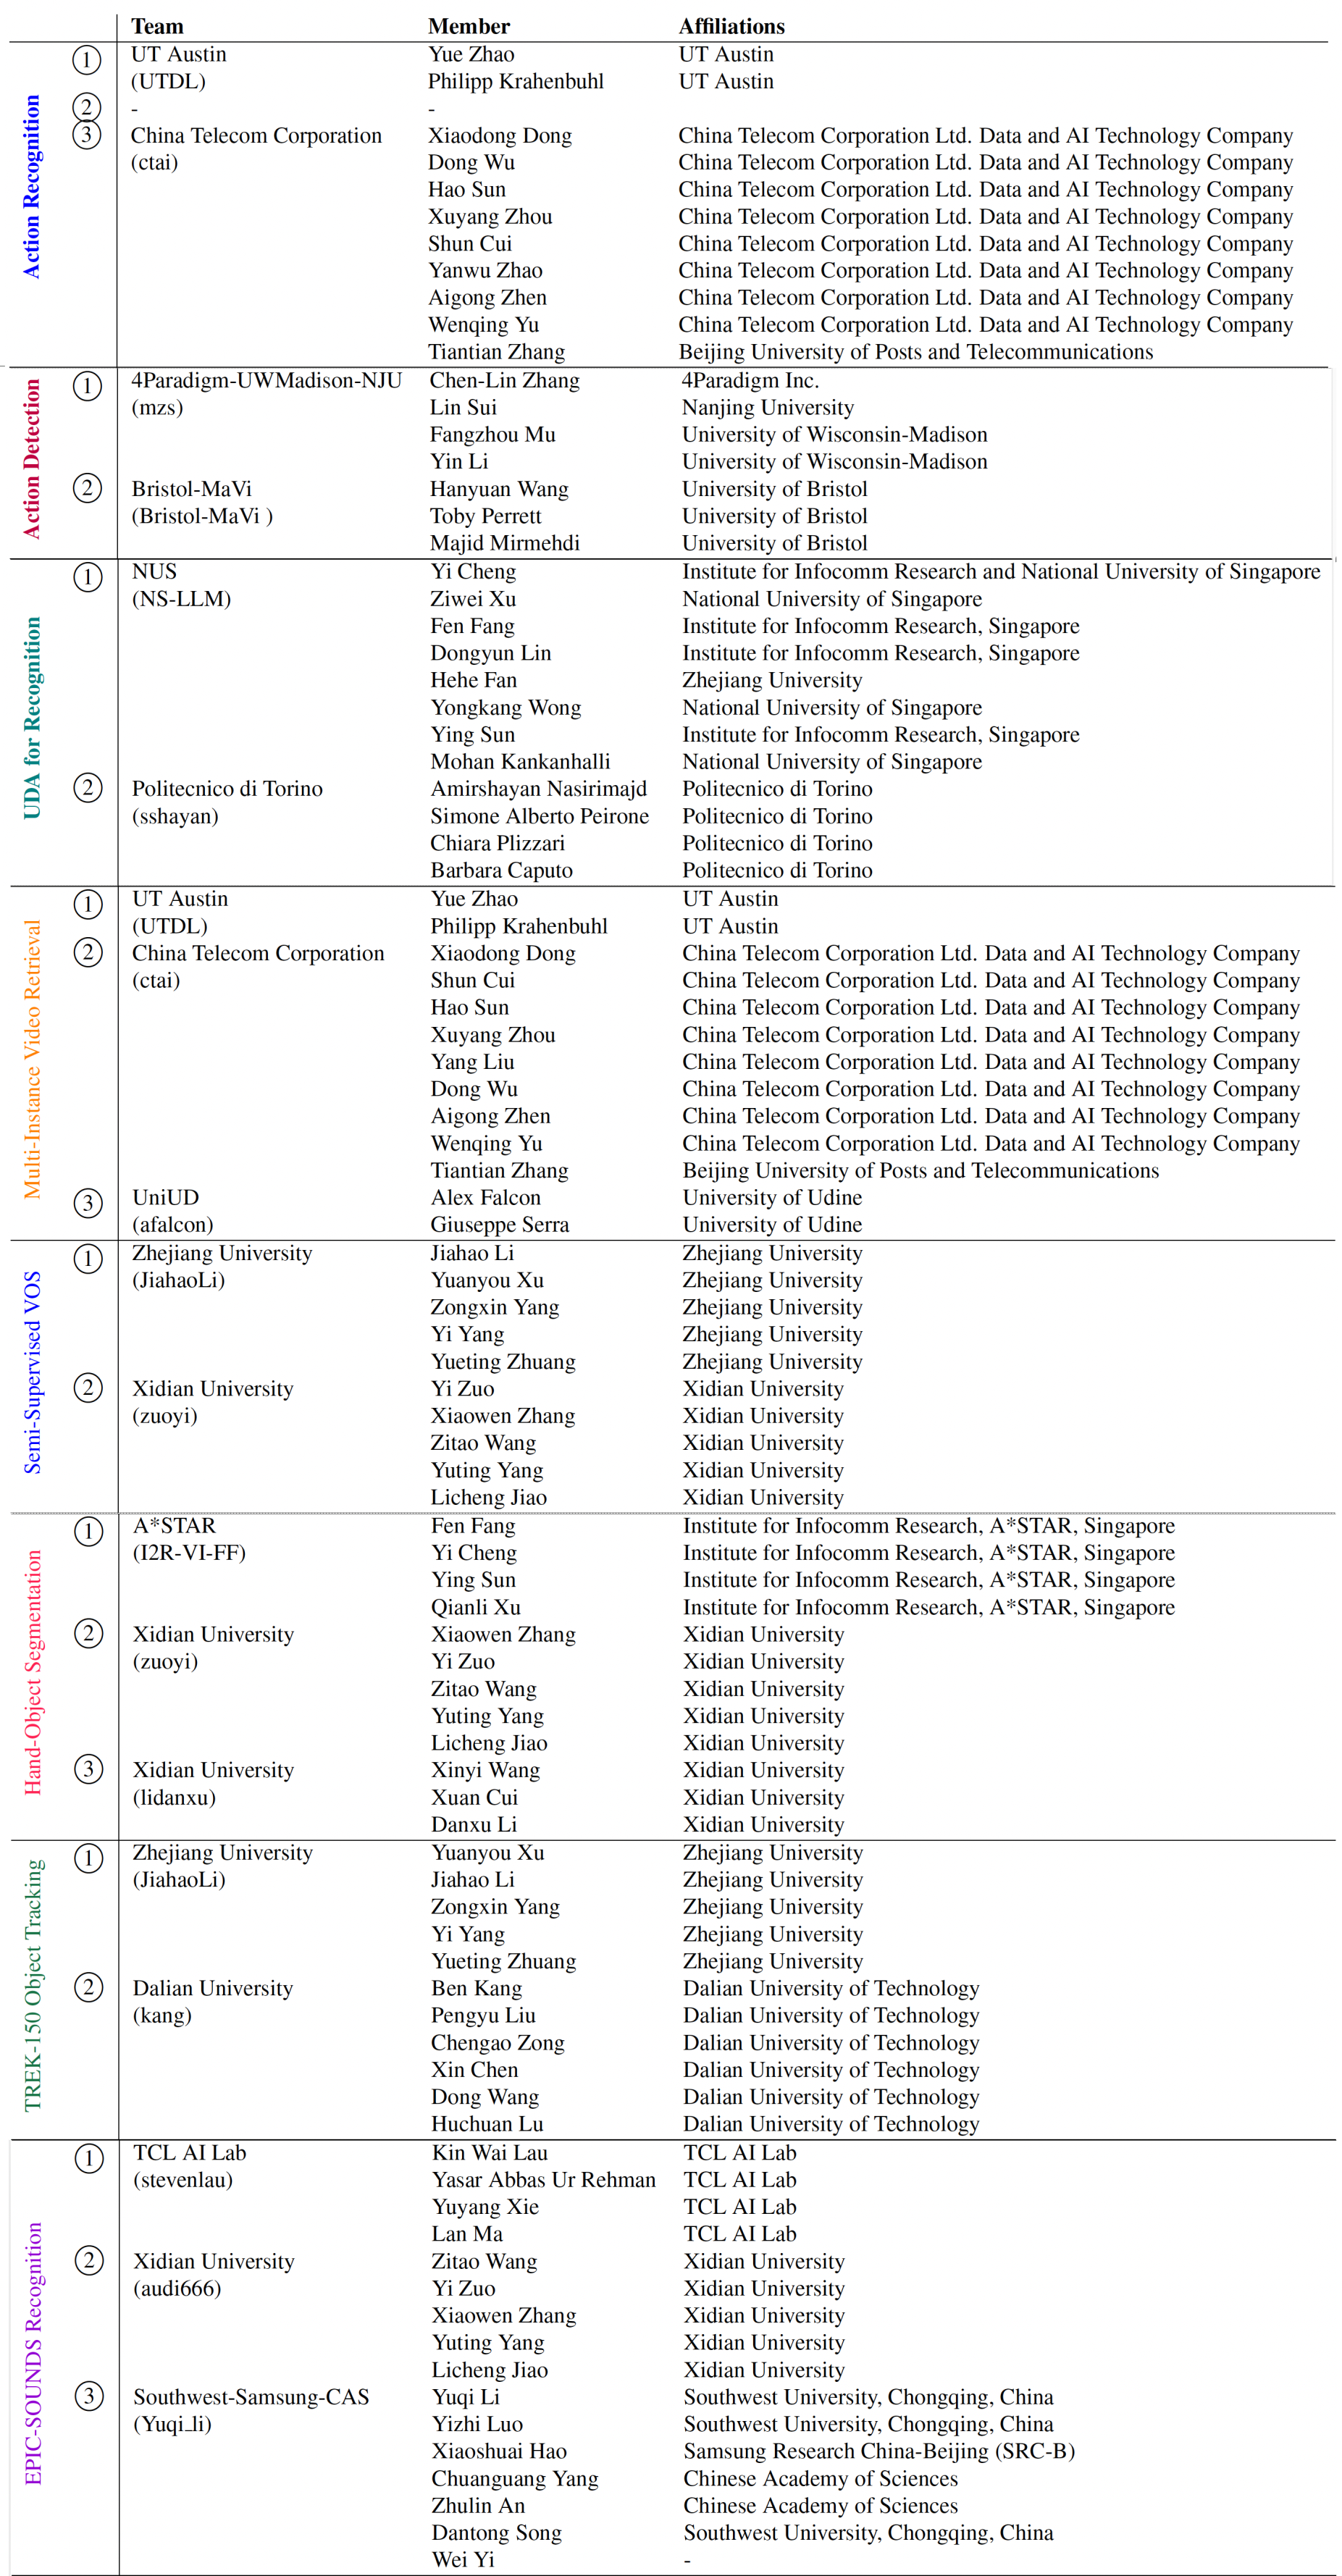 Team Member Affiliations
Action Recognition
1 UT Austin Yue Zhao UT Austin
(UTDL) Philipp Krahenbuhl UT Austin
2 - -
3 China Telecom Corporation Xiaodong Dong China Telecom Corporation Ltd. Data and AI Technology Company
(ctai) Dong Wu China Telecom Corporation Ltd. Data and AI Technology Company
Hao Sun China Telecom Corporation Ltd. Data and AI Technology Company
Xuyang Zhou China Telecom Corporation Ltd. Data and AI Technology Company
Shun Cui China Telecom Corporation Ltd. Data and AI Technology Company
Yanwu Zhao China Telecom Corporation Ltd. Data and AI Technology Company
Aigong Zhen China Telecom Corporation Ltd. Data and AI Technology Company
Wenqing Yu China Telecom Corporation Ltd. Data and AI Technology Company
Tiantian Zhang Beijing University of Posts and Telecommunications
Action Detection
1 4Paradigm-UWMadison-NJU Chen-Lin Zhang 4Paradigm Inc.
(mzs) Lin Sui Nanjing University
Fangzhou Mu University of Wisconsin-Madison
Yin Li University of Wisconsin-Madison
2 Bristol-MaVi Hanyuan Wang University of Bristol
(Bristol-MaVi ) Toby Perrett University of Bristol
Majid Mirmehdi University of Bristol
UDA for Recognition
1 NUS Yi Cheng Institute for Infocomm Research and National University of Singapore
(NS-LLM) Ziwei Xu National University of Singapore
Fen Fang Institute for Infocomm Research, Singapore
Dongyun Lin Institute for Infocomm Research, Singapore
Hehe Fan Zhejiang University
Yongkang Wong National University of Singapore
Ying Sun Institute for Infocomm Research, Singapore
Mohan Kankanhalli National University of Singapore
2 Politecnico di Torino Amirshayan Nasirimajd Politecnico di Torino
(sshayan) Simone Alberto Peirone Politecnico di Torino
Chiara Plizzari Politecnico di Torino
Barbara Caputo Politecnico di Torino
Multi-Instance Video Retrieval
1 UT Austin Yue Zhao UT Austin
(UTDL) Philipp Krahenbuhl UT Austin
2 China Telecom Corporation Xiaodong Dong China Telecom Corporation Ltd. Data and AI Technology Company
(ctai) Shun Cui China Telecom Corporation Ltd. Data and AI Technology Company
Hao Sun China Telecom Corporation Ltd. Data and AI Technology Company
Xuyang Zhou China Telecom Corporation Ltd. Data and AI Technology Company
Yang Liu China Telecom Corporation Ltd. Data and AI Technology Company
Dong Wu China Telecom Corporation Ltd. Data and AI Technology Company
Aigong Zhen China Telecom Corporation Ltd. Data and AI Technology Company
Wenqing Yu China Telecom Corporation Ltd. Data and AI Technology Company
Tiantian Zhang Beijing University of Posts and Telecommunications
3 UniUD Alex Falcon University of Udine
(afalcon) Giuseppe Serra University of Udine
Semi-Supervised VOS
1 Zhejiang University Jiahao Li Zhejiang University
(JiahaoLi) Yuanyou Xu Zhejiang University
Zongxin Yang Zhejiang University
Yi Yang Zhejiang University
Yueting Zhuang Zhejiang University
2 Xidian University Yi Zuo Xidian University
(zuoyi) Xiaowen Zhang Xidian University
Zitao Wang Xidian University
Yuting Yang Xidian University
Licheng Jiao Xidian University
Hand-Object Segmentation
1 A*STAR Fen Fang Institute for Infocomm Research, A*STAR, Singapore
(I2R-VI-FF) Yi Cheng Institute for Infocomm Research, A*STAR, Singapore
Ying Sun Institute for Infocomm Research, A*STAR, Singapore
Qianli Xu Institute for Infocomm Research, A*STAR, Singapore
2 Xidian University Xiaowen Zhang Xidian University
(zuoyi) Yi Zuo Xidian University
Zitao Wang Xidian University
Yuting Yang Xidian University
Licheng Jiao Xidian University
3 Xidian University Xinyi Wang Xidian University
(lidanxu) Xuan Cui Xidian University
Danxu Li Xidian University
TREK-150 Object Tracking
1 Zhejiang University Yuanyou Xu Zhejiang University
(JiahaoLi) Jiahao Li Zhejiang University
Zongxin Yang Zhejiang University
Yi Yang Zhejiang University
Yueting Zhuang Zhejiang University
2 Dalian University Ben Kang Dalian University of Technology
(kang) Pengyu Liu Dalian University of Technology
Chengao Zong Dalian University of Technology
Xin Chen Dalian University of Technology
Dong Wang Dalian University of Technology
Huchuan Lu Dalian University of Technology
EPIC-SOUNDS Recognition
1 TCL AI Lab Kin Wai Lau TCL AI Lab
(stevenlau) Yasar Abbas Ur Rehman TCL AI Lab
Yuyang Xie TCL AI Lab
Lan Ma TCL AI Lab
2 Xidian University Zitao Wang Xidian University
(audi666) Yi Zuo Xidian University
Xiaowen Zhang Xidian University
Yuting Yang Xidian University
Licheng Jiao Xidian University
3 Southwest-Samsung-CAS Yuqi Li Southwest University, Chongqing, China
(Yuqi_li) Yizhi Luo Southwest University, Chongqing, China
Xiaoshuai Hao Samsung Research China-Beijing (SRC-B)
Chuanguang Yang Chinese Academy of Sciences
Zhulin An Chinese Academy of Sciences
Dantong Song Southwest University, Chongqing, China
Wei Yi -